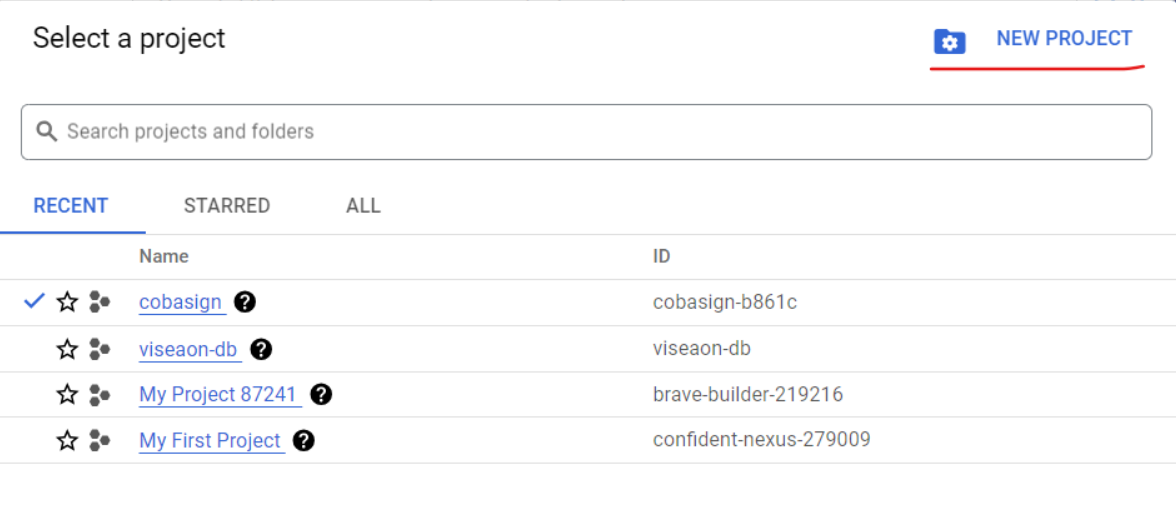 Select a project
NEW PROJECT
Search projects and folders
RECENT STARRED ALL
Name ID
cobasign ? cobasign-b861c
viseaon-db ? viseaon-db
My Project 87241 ? brave-builder-219216
My First Project ? confident-nexus-279009